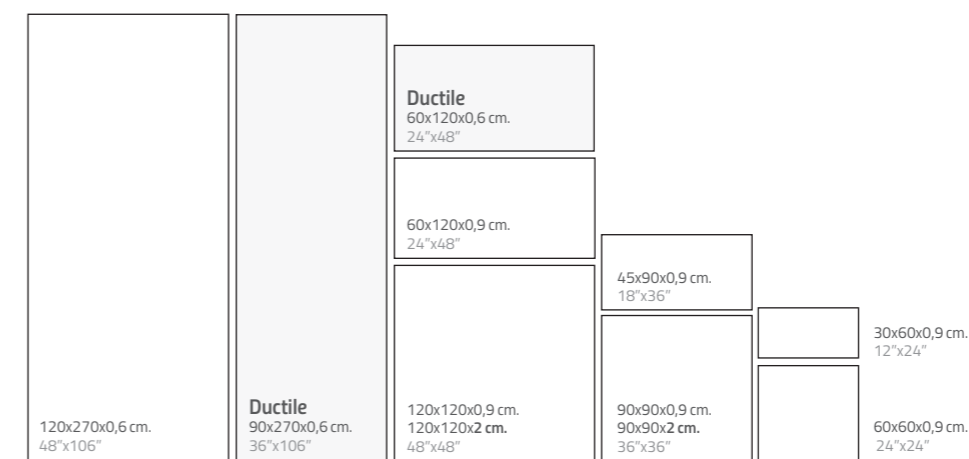 120x270x0,6 cm.
48"x106"
Ductile
90x270x0,6 cm.
36"x106"
Ductile
60x120x0,6 cm.
24"x48"
60x120x0,9 cm.
24"x48"
120x120x0,9 cm.
120x120x2 cm.
48"x48"
45x90x0,9 cm.
18"x36"
90x90x0,9 cm.
90x90x2 cm.
36"x36"
30x60x0,9 cm.
12"x24"
60x60x0,9 cm.
24"x24"